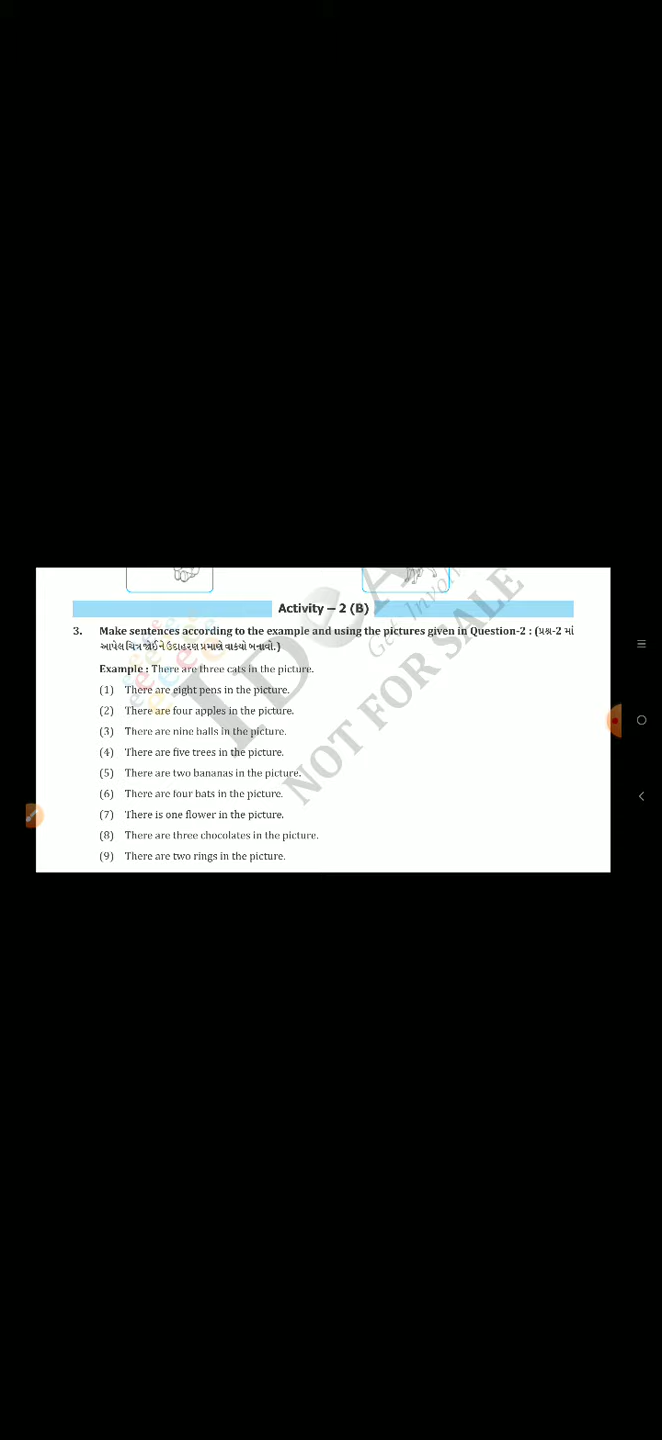 Activity – 2 (B)
3. Make sentences according to the example and using the pictures given in Question-2 : (પ્રશ્ન-2 માં
આપેલ ચિત્ર જોઈને ઉદાહરણ પ્રમાણે વાક્યો બનાવો.)
Example : There are three cats in the picture.
(1) There are eight pens in the picture.
(2) There are four apples in the picture.
(3) There are nine balls in the picture.
(4) There are five trees in the picture.
(5) There are two bananas in the picture.
(6) There are four bats in the picture.
(7) There is one flower in the picture.
(8) There are three chocolates in the picture.
(9) There are two rings in the picture.
Get
NOT FOR SALE